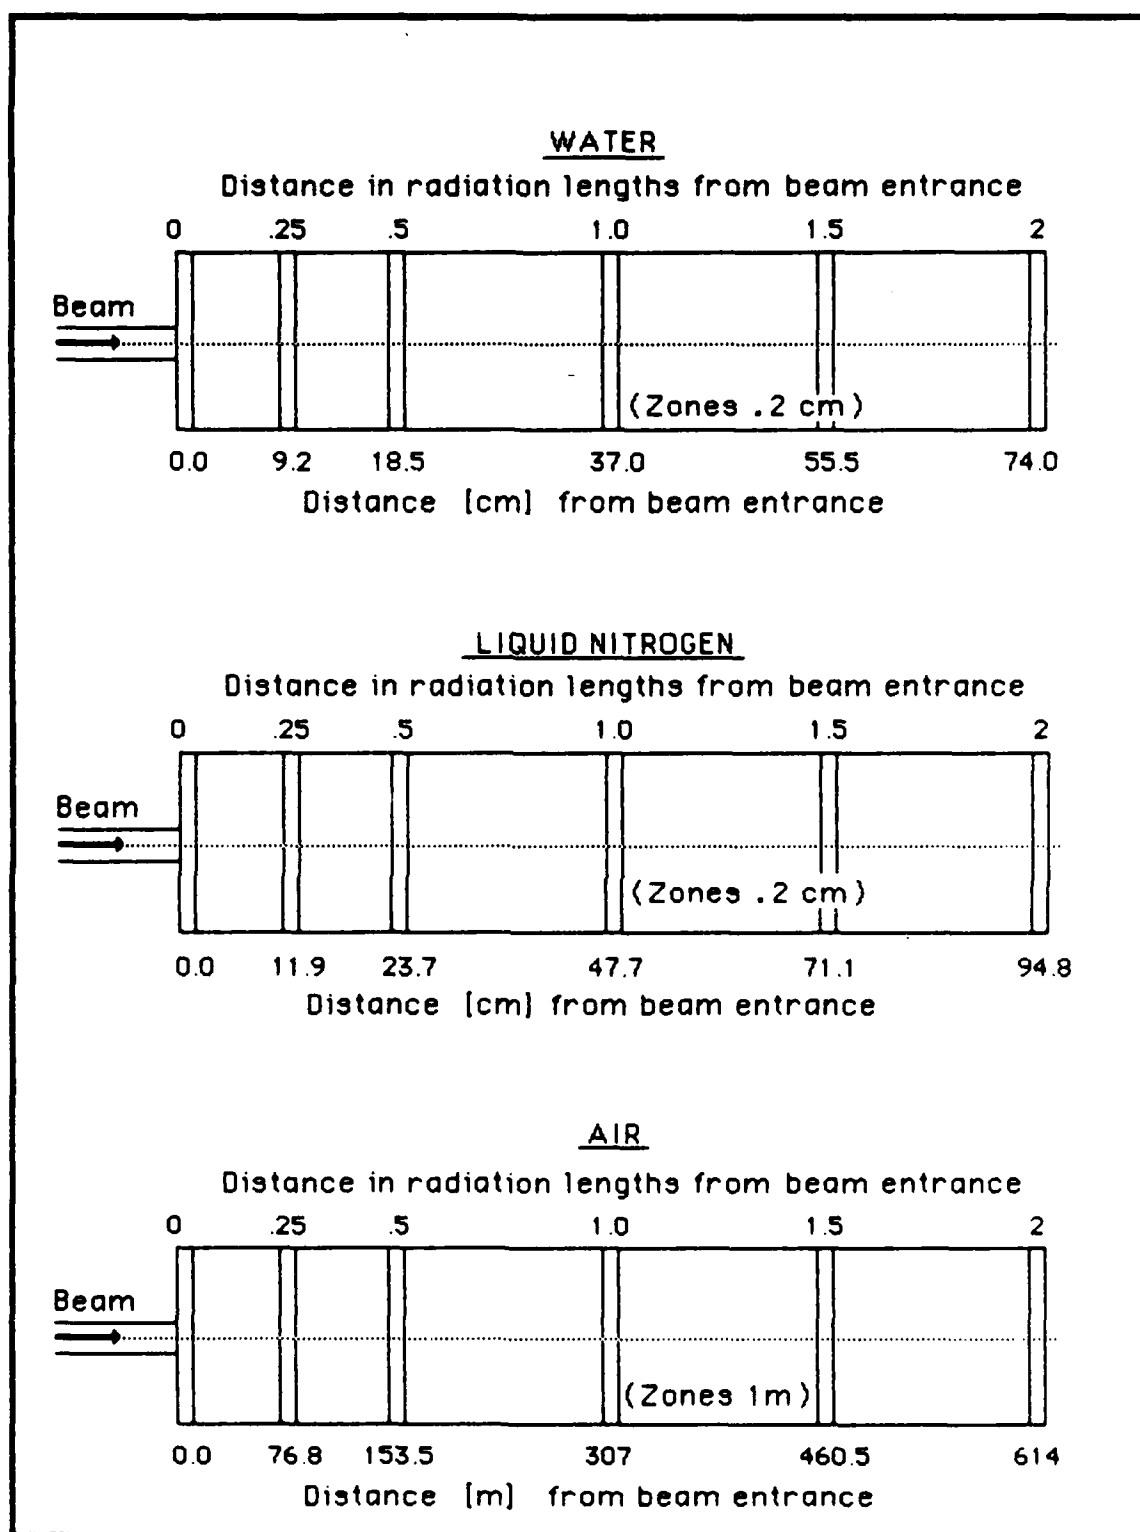 WATER
Distance in radiation lengths from beam entrance
0 .25 .5 1.0 1.5 2
Beam
(Zones .2 cm)
0.0 9.2 18.5 37.0 55.5 74.0
Distance [cm] from beam entrance
LIQUID NITROGEN
Distance in radiation lengths from beam entrance
0 .25 .5 1.0 1.5 2
Beam
(Zones .2 cm)
0.0 11.9 23.7 47.7 71.1 94.8
Distance [cm] from beam entrance
AIR
Distance in radiation lengths from beam entrance
0 .25 .5 1.0 1.5 2
Beam
(Zones 1m)
0.0 76.8 153.5 307 460.5 614
Distance [m] from beam entrance